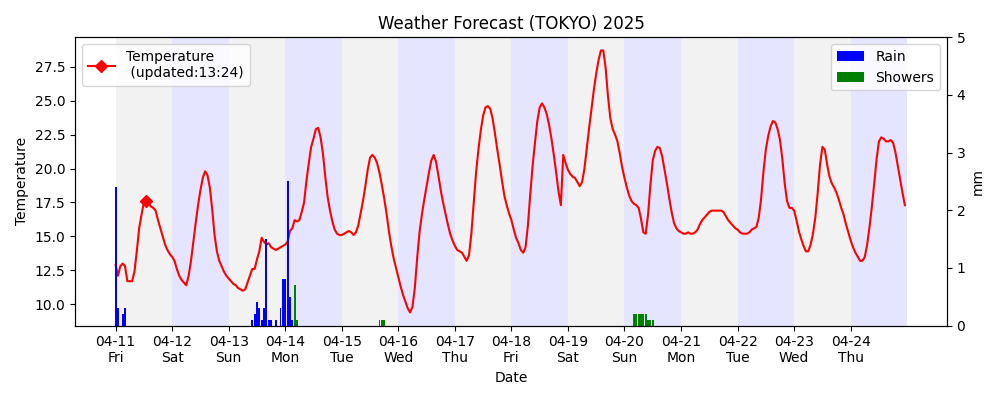 Weather Forecast (TOKYO) 2025
Temperature
(updated:13:24)
Rain
Showers
27.5
25.0
22.5
20.0
17.5
15.0
12.5
10.0
Temperature
5
4
3
2
1
0
mm
04-11 04-12 04-13 04-14 04-15 04-16 04-17 04-18 04-19 04-20 04-21 04-22 04-23 04-24
Fri Sat Sun Mon Tue Wed Thu Fri Sat Sun Mon Tue Wed Thu
Date